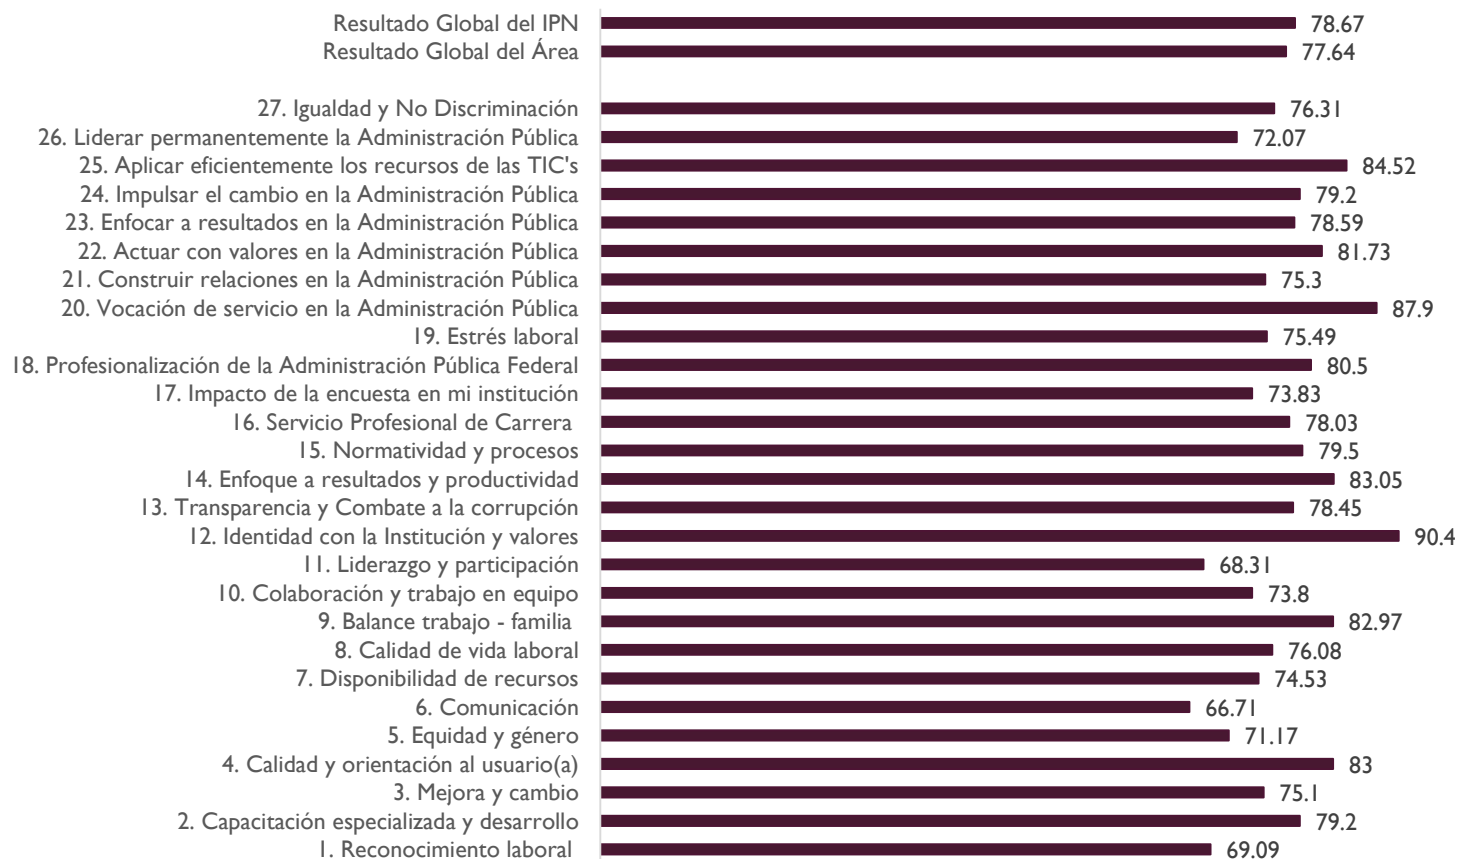 Resultado Global del IPN 78.67
Resultado Global del Área 77.64
27. Igualdad y No Discriminación 76.31
26. Liderar permanentemente la Administración Pública 72.07
25. Aplicar eficientemente los recursos de las TIC's 84.52
24. Impulsar el cambio en la Administración Pública 79.2
23. Enfocar a resultados en la Administración Pública 78.59
22. Actuar con valores en la Administración Pública 81.73
21. Construir relaciones en la Administración Pública 75.3
20. Vocación de servicio en la Administración Pública 87.9
19. Estrés laboral 75.49
18. Profesionalización de la Administración Pública Federal 80.5
17. Impacto de la encuesta en mi institución 73.83
16. Servicio Profesional de Carrera 78.03
15. Normatividad y procesos 79.5
14. Enfoque a resultados y productividad 83.05
13. Transparencia y Combate a la corrupción 78.45
12. Identidad con la Institución y valores 90.4
11. Liderazgo y participación 68.31
10. Colaboración y trabajo en equipo 73.8
9. Balance trabajo - familia 82.97
8. Calidad de vida laboral 76.08
7. Disponibilidad de recursos 74.53
6. Comunicación 66.71
5. Equidad y género 71.17
4. Calidad y orientación al usuario(a) 83
3. Mejora y cambio 75.1
2. Capacitación especializada y desarrollo 79.2
1. Reconocimiento laboral 69.09